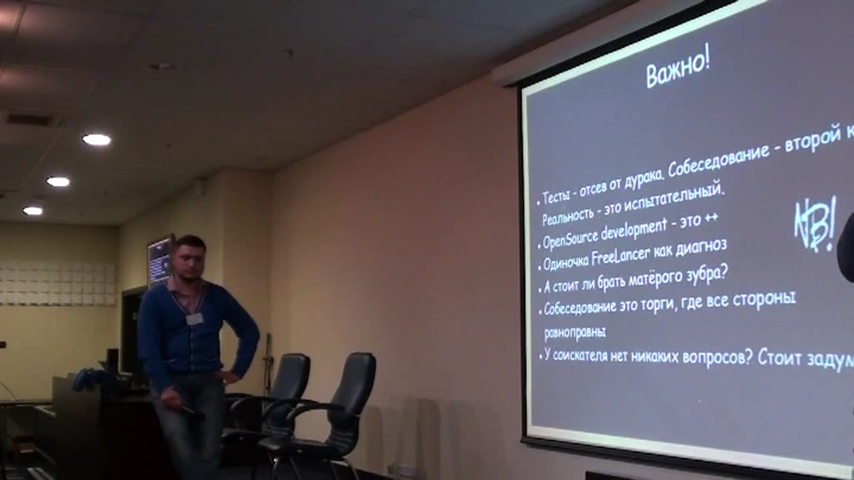 Важно!
Тесты - отсев от дурака. Собеседование - второй
Реальность - это испытательный.
OpenSource development - это ++
Одиночка FreeLancer как диагноз
А стоит ли брать матёрого зубра?
Собеседование это торги, где все стороны
равноправны
У соискателя нет никаких вопросов? Стоит
NB!